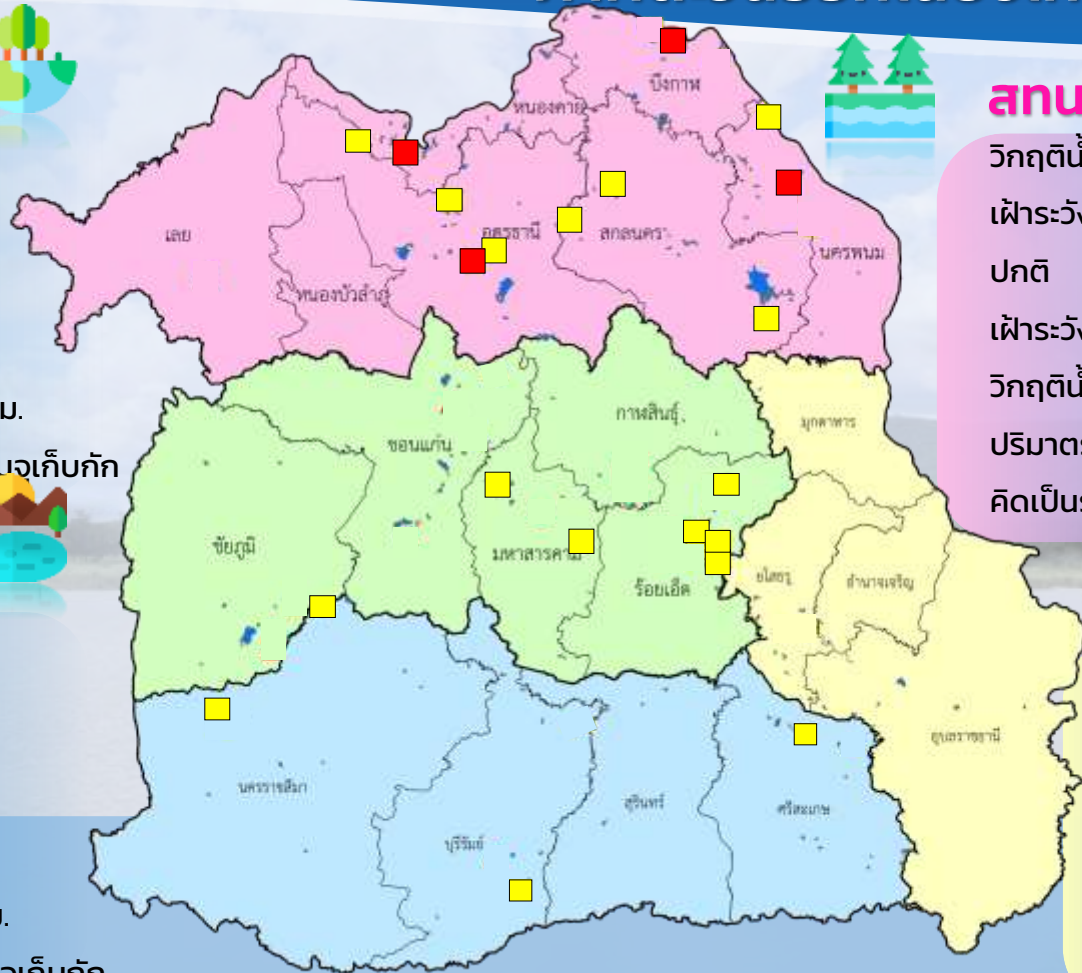 สทน
วิกฤติน้ำ
เฝ้าระวัง
ปกติ
เฝ้าระวัง
วิกฤติน้ำ
ปริมาตร
คิดเป็นร
ม.
เก็บกัก
บึงกาฬ
หนองคาย
เลย
อุดรธานี
สกลนคร
นครพนม
หนองบัวลำภู
กาฬสินธุ์
มุกดาหาร
ขอนแก่น
ชัยภูมิ
มหาสารคาม
ร้อยเอ็ด
ยโสธร
อำนาจเจริญ
อุบลราชธานี
นครราชสีมา
สุรินทร์
ศรีสะเกษ
บุรีรัมย์
เก็บกัก